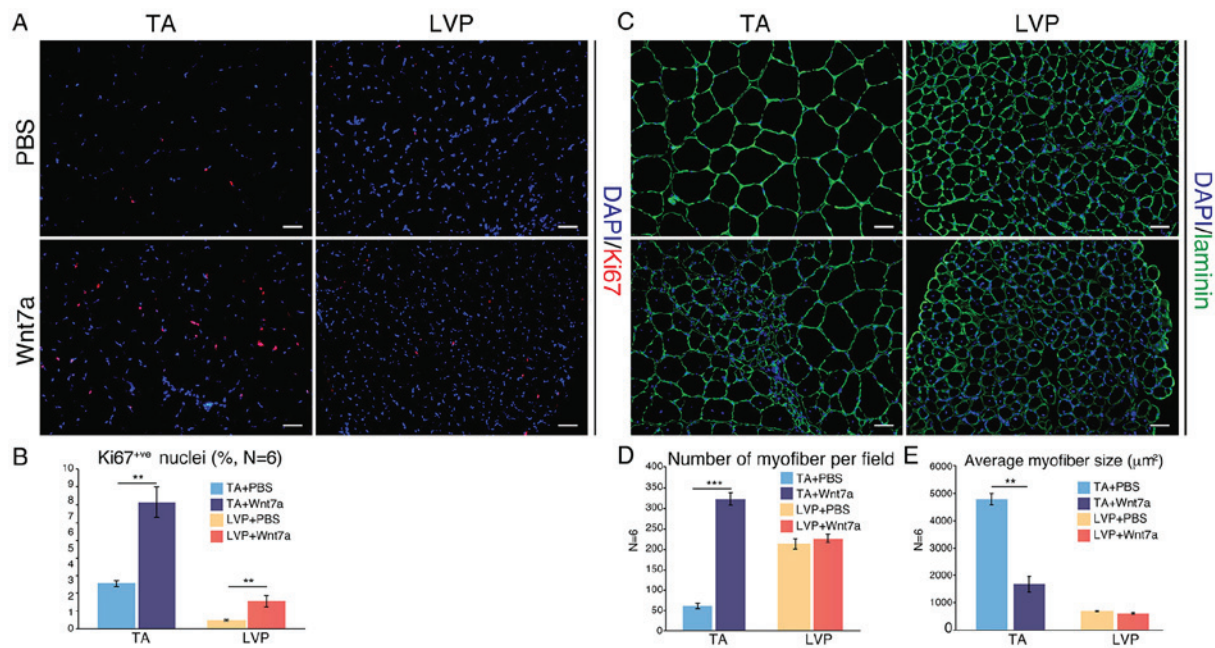 A
TA
LVP
PBS
Wnt7a
DAPI/Ki67
C
TA
LVP
DAPI/laminin
B
Ki67+ve nuclei (%, N=6)
10
9
8
7
6
5
4
3
2
1
0
**
**
TA+PBS
TA+Wnt7a
LVP+PBS
LVP+Wnt7a
TA
LVP
D
Number of myofiber per field
N=6
400
350
300
250
200
150
100
50
0
***
TA+PBS
TA+Wnt7a
LVP+PBS
LVP+Wnt7a
TA
LVP
E
Average myofiber size (μm²)
N=6
6000
5000
4000
3000
2000
1000
0
**
TA+PBS
TA+Wnt7a
LVP+PBS
LVP+Wnt7a
TA
LVP